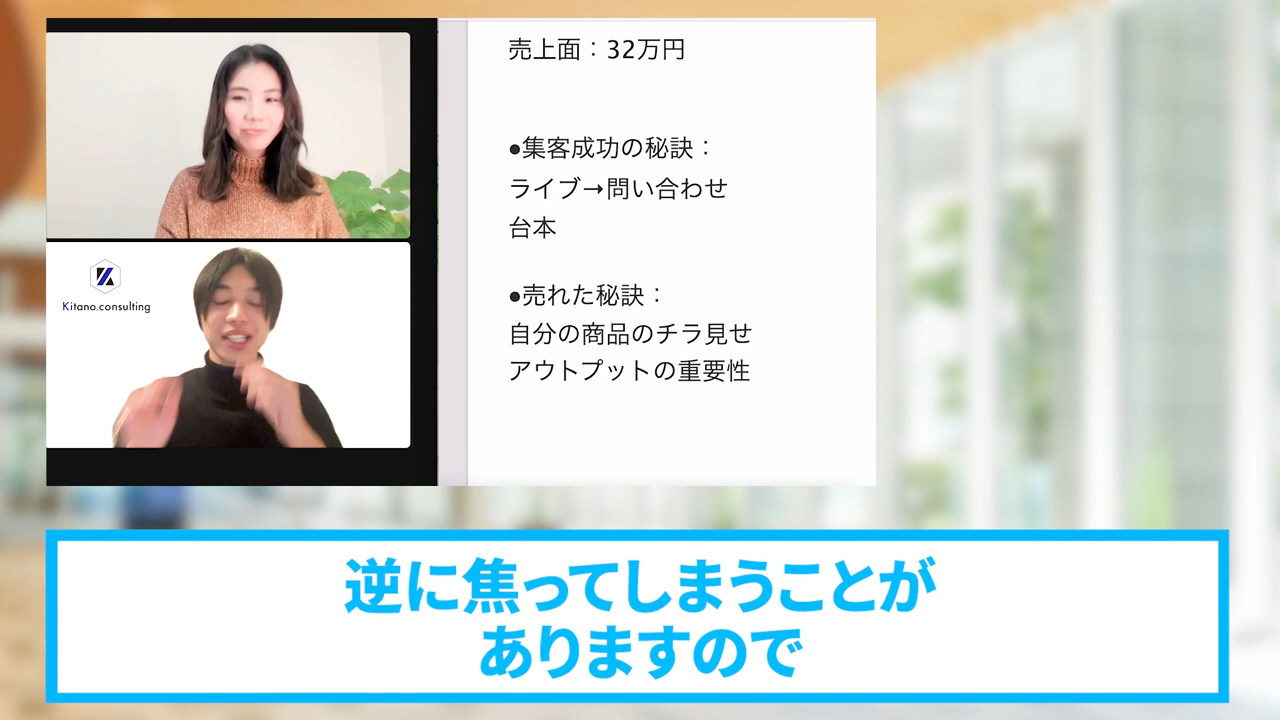 売上面：32万円
●集客成功の秘訣：
ライブ→問い合わせ
台本
●売れた秘訣：
自分の商品のチラ見せ
アウトプットの重要性
Kitano.consulting
逆に焦ってしまうことが
ありますので